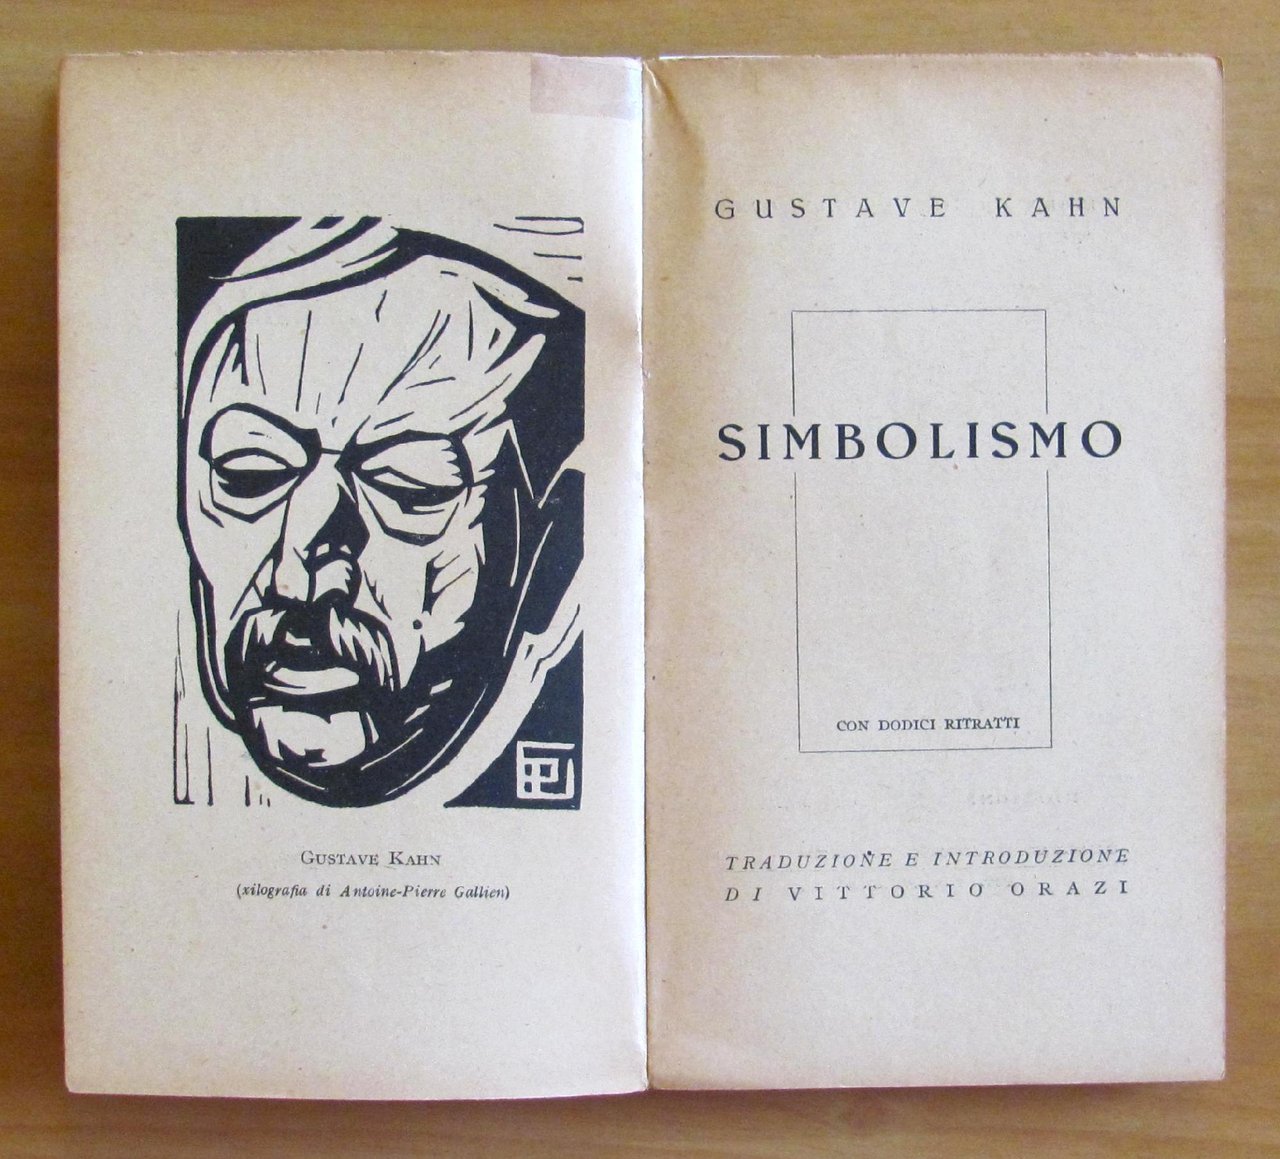 GUSTAVE KAHN
(xilografia di Antoine-Pierre Gallien)
GUSTAVE KAHN
SIMBOLISMO
CON DODICI RITRATTI
TRADUZIONE E INTRODUZIONE
DI VITTORIO ORAZI